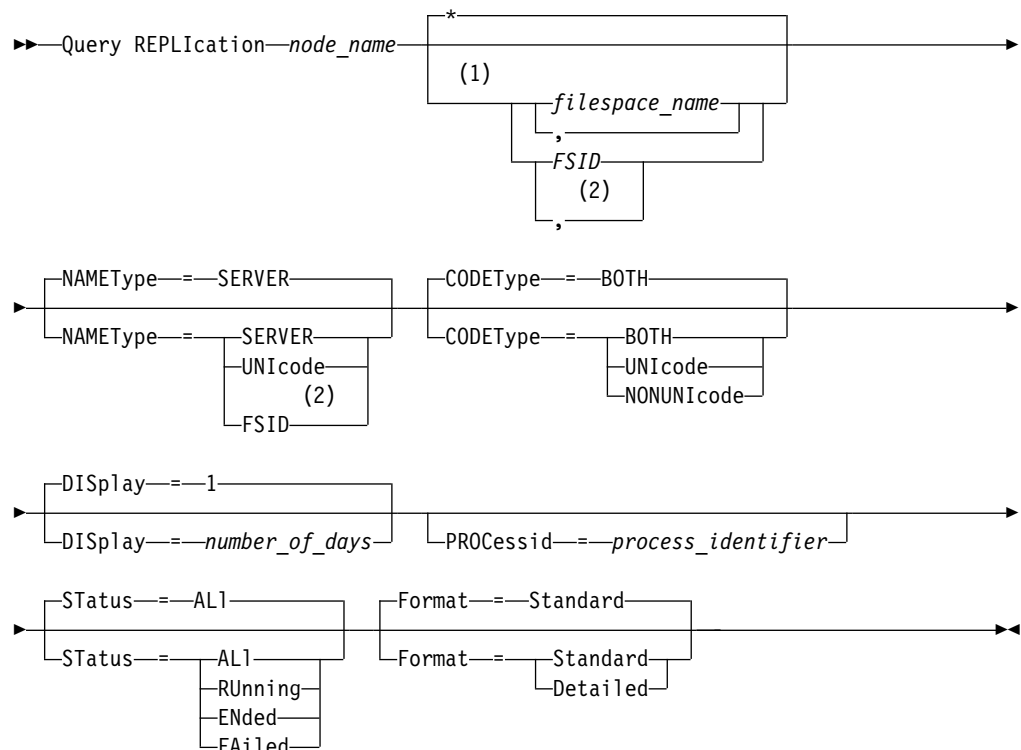 *
Query REPLIcation node_name
(1)
filespace_name
,
FSID
(2)
,
NAMEType = SERVER
CODEType = BOTH
NAMEType = SERVER
CODEType = BOTH
UNIcode
UNIcode
(2)
NONUNIcode
FSID
DISplay = 1
DISplay = number_of_days
PROCessid = process_identifier
STatus = ALl
Format = Standard
STatus = ALl
Format = Standard
RUnning
Detailed
ENded
FAiled